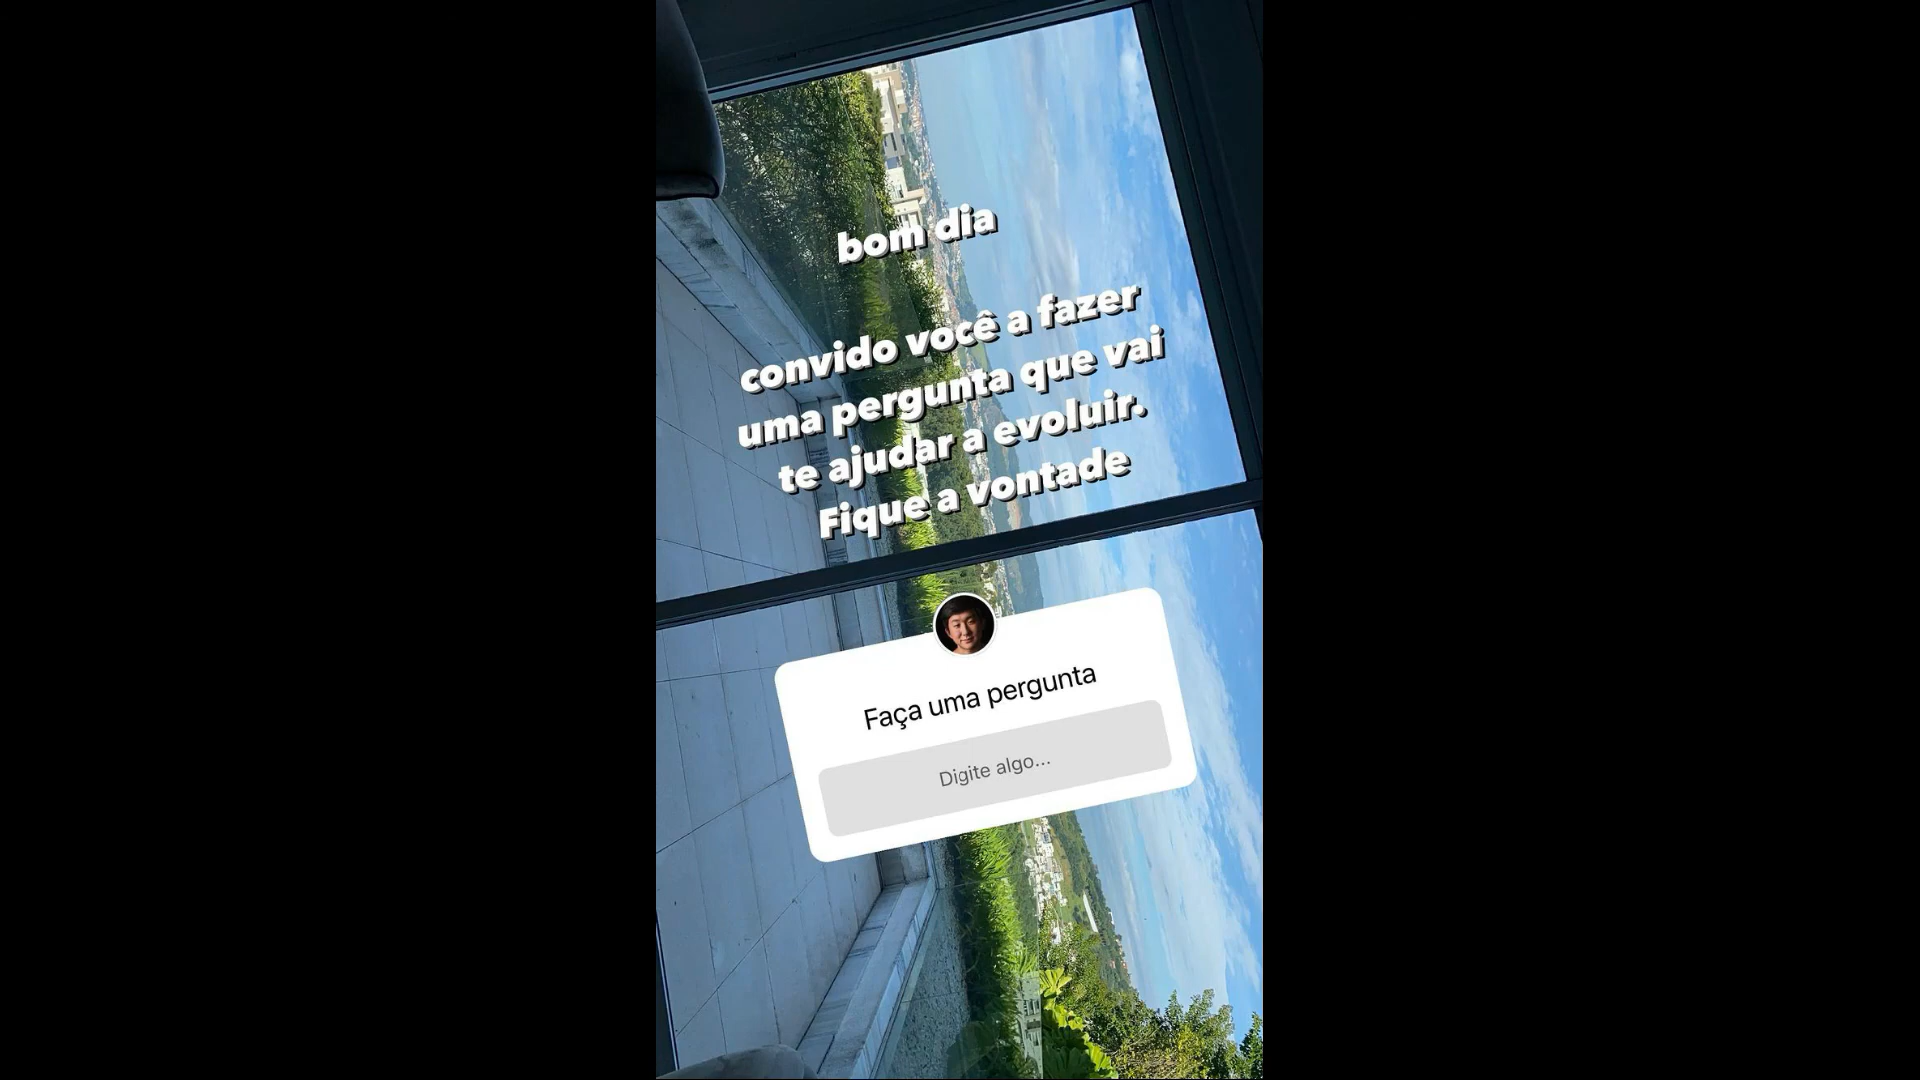 bom dia
convido você a fazer
uma pergunta que vai
te ajudar a evoluir.
Fique a vontade
Faça uma pergunta
Digite algo...